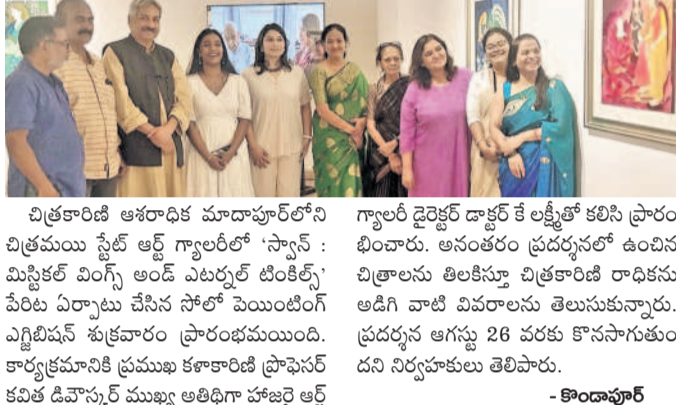 చిత్రకారిణి ఆశరాధిక మాదాపూర్‌లోని
చిత్రమయి స్టేట్ ఆర్ట్ గ్యాలరీలో ‘స్వాన్ :
మిస్టికల్ వింగ్స్ అండ్ ఎటర్నల్ టింకిల్స్’
పేరిట ఏర్పాటు చేసిన సోలో పెయింటింగ్
ఎగ్జిబిషన్ శుక్రవారం ప్రారంభమయింది.
కార్యక్రమానికి ప్రముఖ కళాకారిణి ప్రొఫెసర్
కవిత డివౌస్కర్ ముఖ్య అతిథిగా హాజరై ఆర్ట్
గ్యాలరీ డైరెక్టర్ డాక్టర్ కే లక్ష్మీతో కలిసి ప్రారం
భించారు. అనంతరం ప్రదర్శనలో ఉంచిన
చిత్రాలను తిలకిస్తూ చిత్రకారిణి రాధికను
అడిగి వాటి వివరాలను తెలుసుకున్నారు.
ప్రదర్శన ఆగస్టు 26 వరకు కొనసాగుతుం
దని నిర్వహకులు తెలిపారు.
- కొండాపూర్